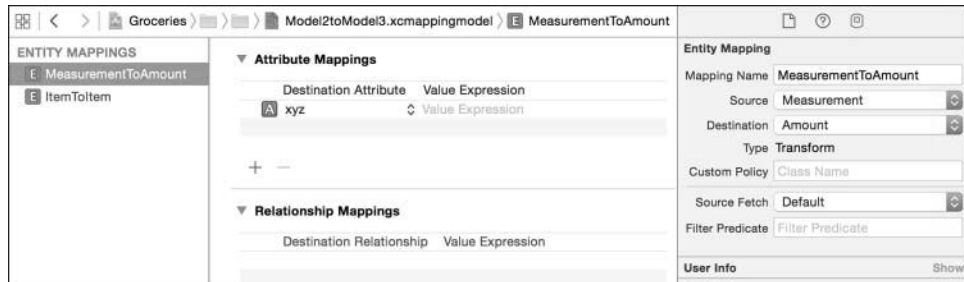 Groceries Model2toModel3.xcmappingmodel E MeasurementToAmount
ENTITY MAPPINGS
E MeasurementToAmount
E ItemToItem
Attribute Mappings
Destination Attribute Value Expression
A xyz Value Expression
Relationship Mappings
Destination Relationship Value Expression
Entity Mapping
Mapping Name MeasurementToAmount
Source Measurement
Destination Amount
Type Transform
Custom Policy Class Name
Source Fetch Default
Filter Predicate Filter Predicate
User Info Show